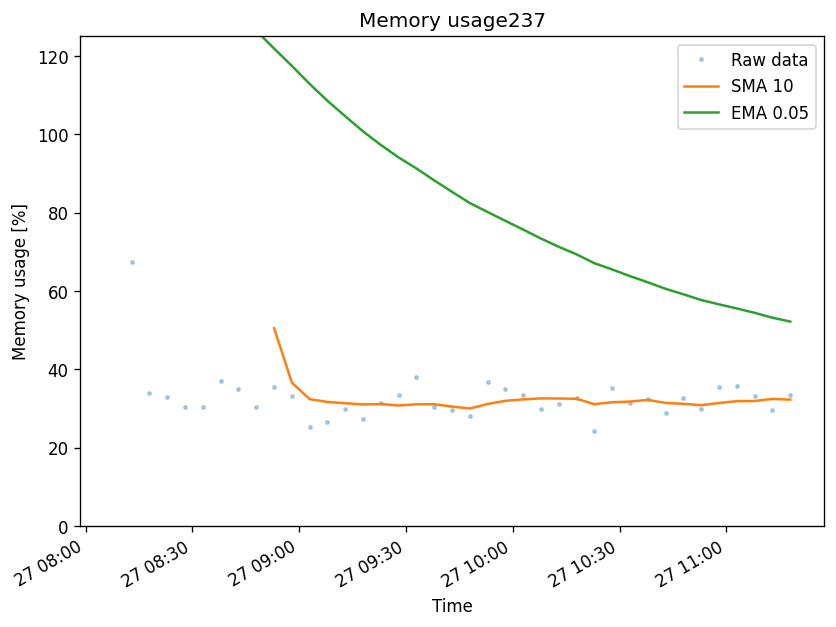 Memory usage237
Raw data
SMA 10
EMA 0.05
120
100
80
60
40
20
0
Memory usage [%]
27 08:00
27 08:30
27 09:00
27 09:30
27 10:00
27 10:30
27 11:00
Time